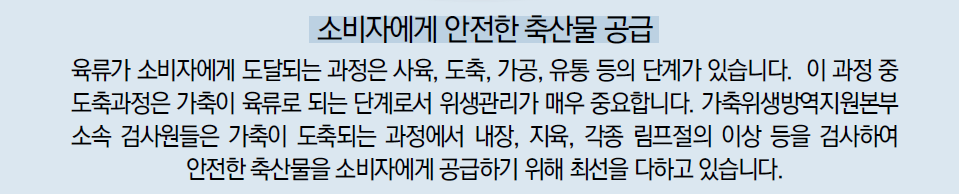 소비자에게 안전한 축산물 공급
육류가 소비자에게 도달되는 과정은 사육, 도축, 가공, 유통 등의 단계가 있습니다. 이 과정 중
도축과정은 가축이 육류로 되는 단계로서 위생관리가 매우 중요합니다. 가축위생방역지원본부
소속 검사원들은 가축이 도축되는 과정에서 내장, 지육, 각종 림프절의 이상 등을 검사하여
안전한 축산물을 소비자에게 공급하기 위해 최선을 다하고 있습니다.